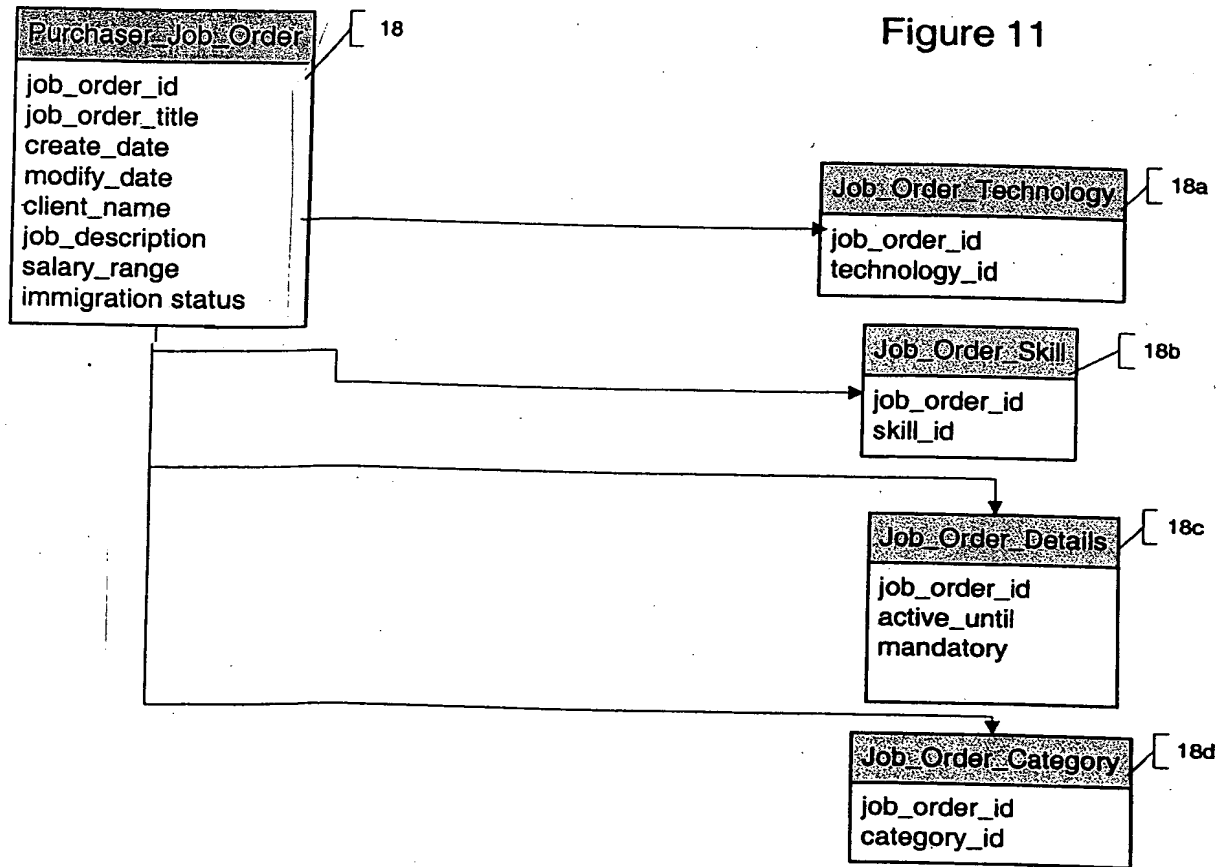 Figure 11
Purchaser_Job_Order
18
job_order_id
job_order_title
create_date
modify_date
client_name
job_description
salary_range
immigration status
Job_Order_Technology
18a
job_order_id
technology_id
Job_Order_Skill
18b
job_order_id
skill_id
Job_Order_Details
18c
job_order_id
active_until
mandatory
Job_Order_Category
18d
job_order_id
category_id